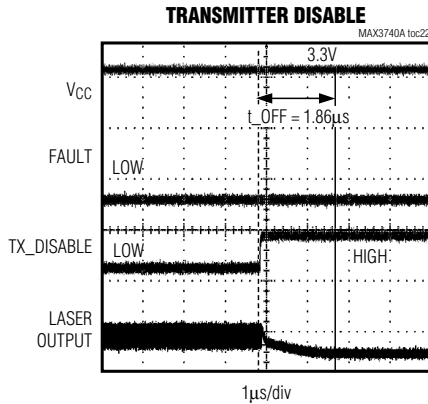 TRANSMITTER DISABLE
MAX3740A toc22
3.3V
VCC
t_OFF = 1.86µs
FAULT
LOW
TX_DISABLE
LOW
HIGH
LASER
OUTPUT
1µs/div